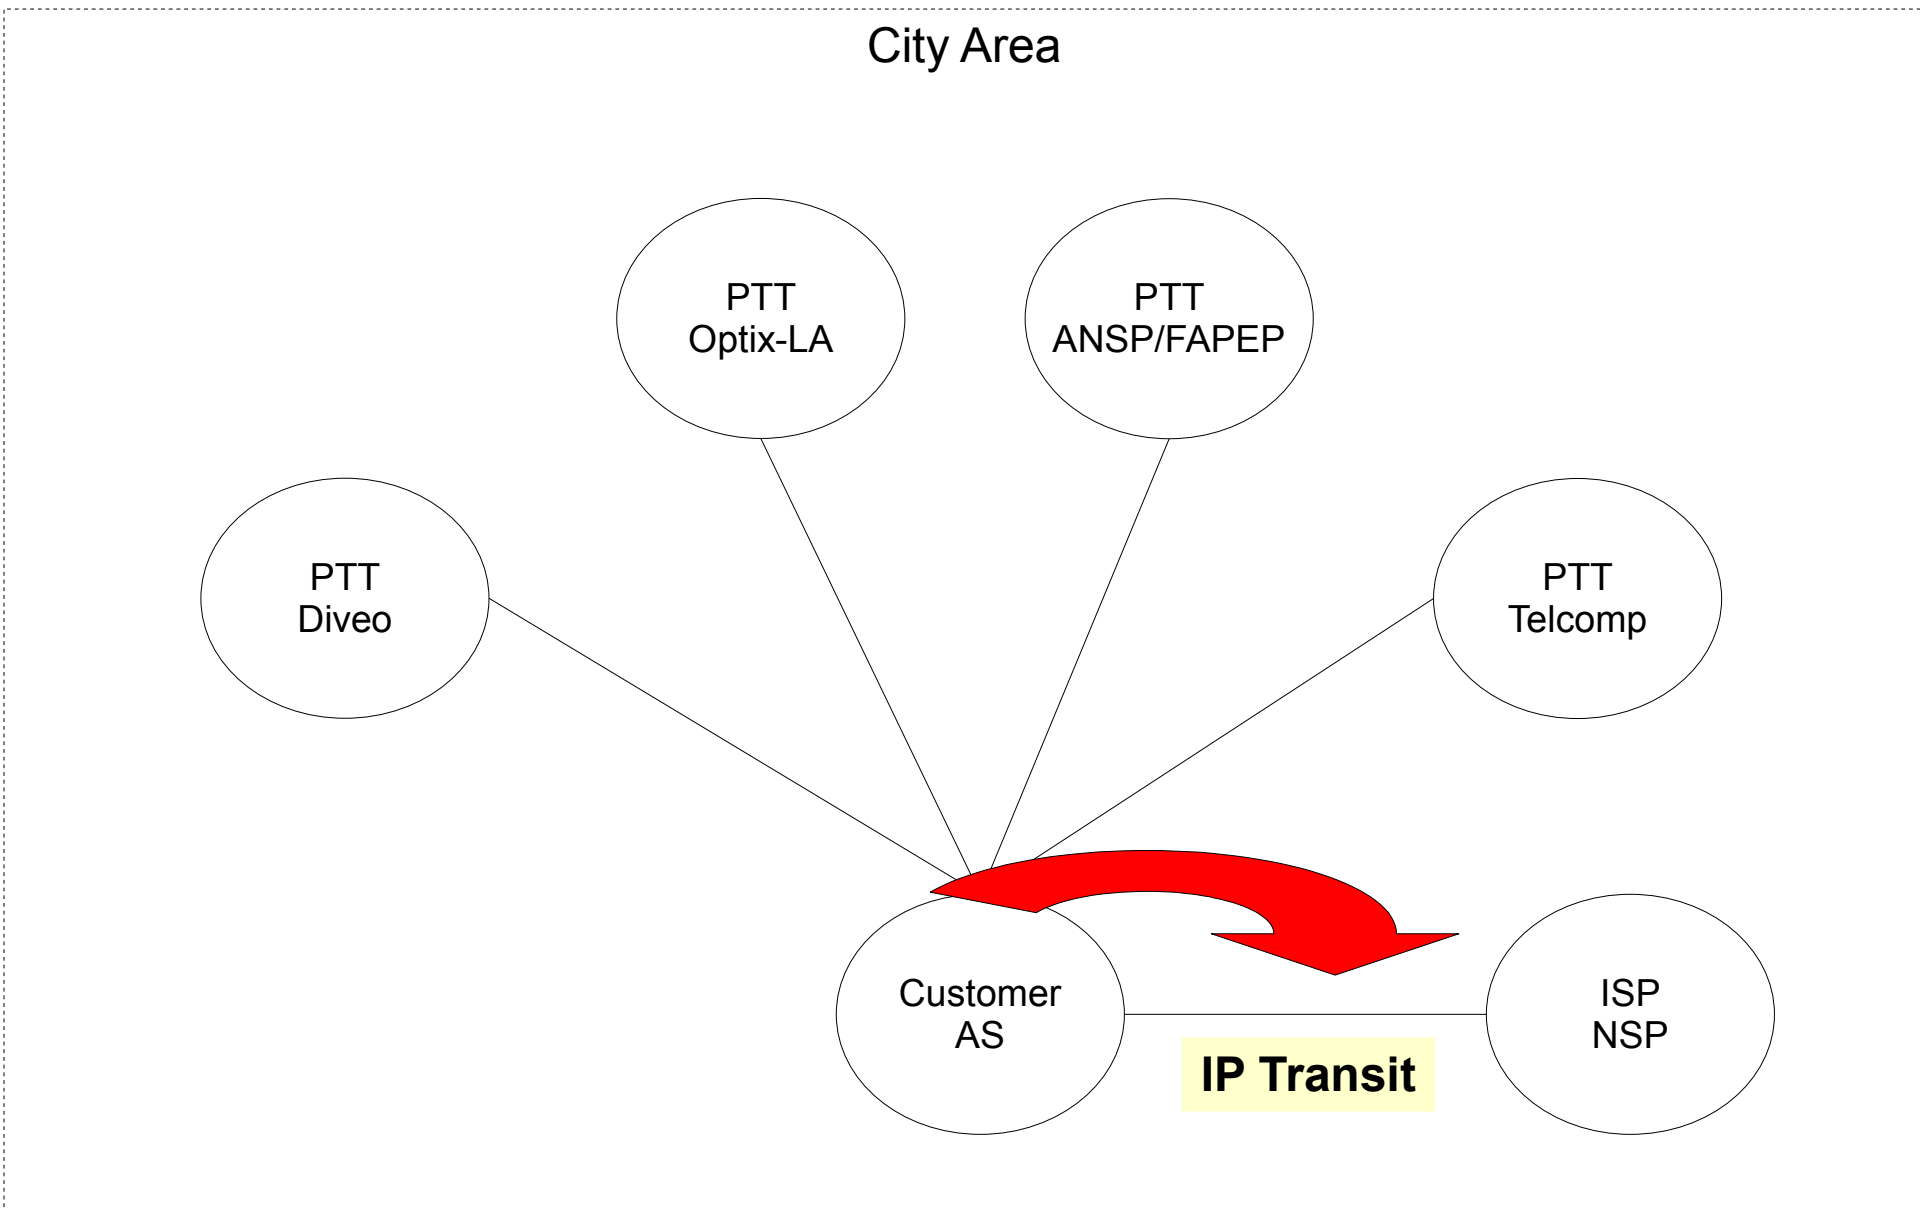 City Area
PTT
Optix-LA
PTT
ANSP/FAPEP
PTT
Diveo
PTT
Telcomp
Customer
AS
ISP
NSP
IP Transit